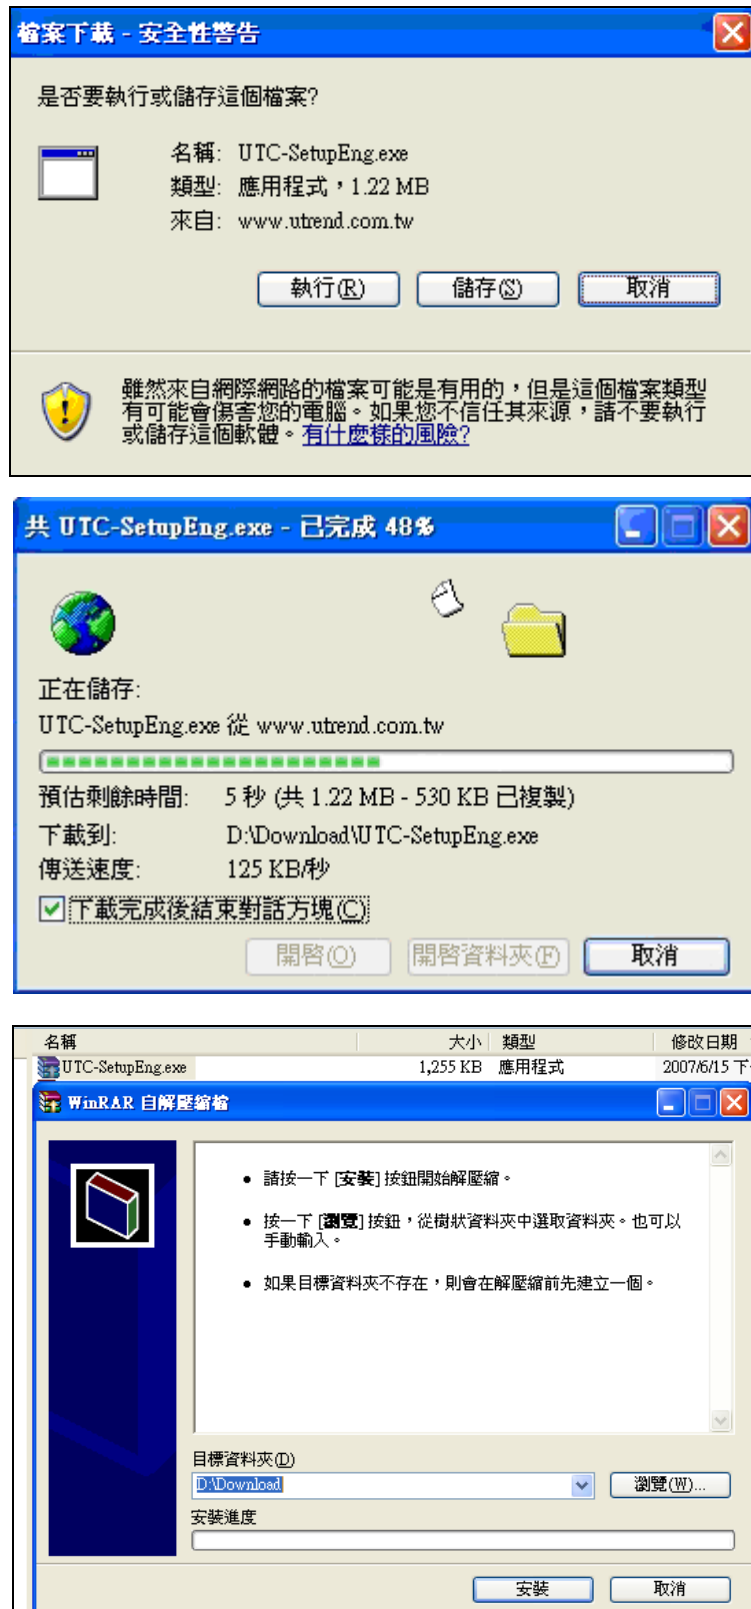 檔案下載 - 安全性警告
是否要執行或儲存這個檔案?
名稱: UTC-SetupEng.exe
類型: 應用程式，1.22 MB
來自: www.utrend.com.tw
執行(R) 儲存(S) 取消
雖然來自網際網路的檔案可能是有用的，但是這個檔案類型
有可能會傷害您的電腦。如果您不信任其來源，請不要執行
或儲存這個軟體。有什麼樣的風險?
共 UTC-SetupEng.exe - 已完成 48%
正在儲存:
UTC-SetupEng.exe 從 www.utrend.com.tw
預估剩餘時間: 5 秒 (共 1.22 MB - 530 KB 已複製)
下載到: D:\Download\UTC-SetupEng.exe
傳送速度: 125 KB/秒
下載完成後結束對話方塊(C)
開啓(O) 開啓資料夾(F) 取消
名稱 大小 類型 修改日期
UTC-SetupEng.exe 1,255 KB 應用程式 2007/6/15 下
WinRAR 自解壓縮檔
請按一下 [安裝] 按鈕開始解壓縮。
按一下 [瀏覽] 按鈕，從樹狀資料夾中選取資料夾。也可以
手動輸入。
如果目標資料夾不存在，則會在解壓縮前先建立一個。
目標資料夾(D)
D:\Download 瀏覽(W)...
安裝進度
安裝 取消